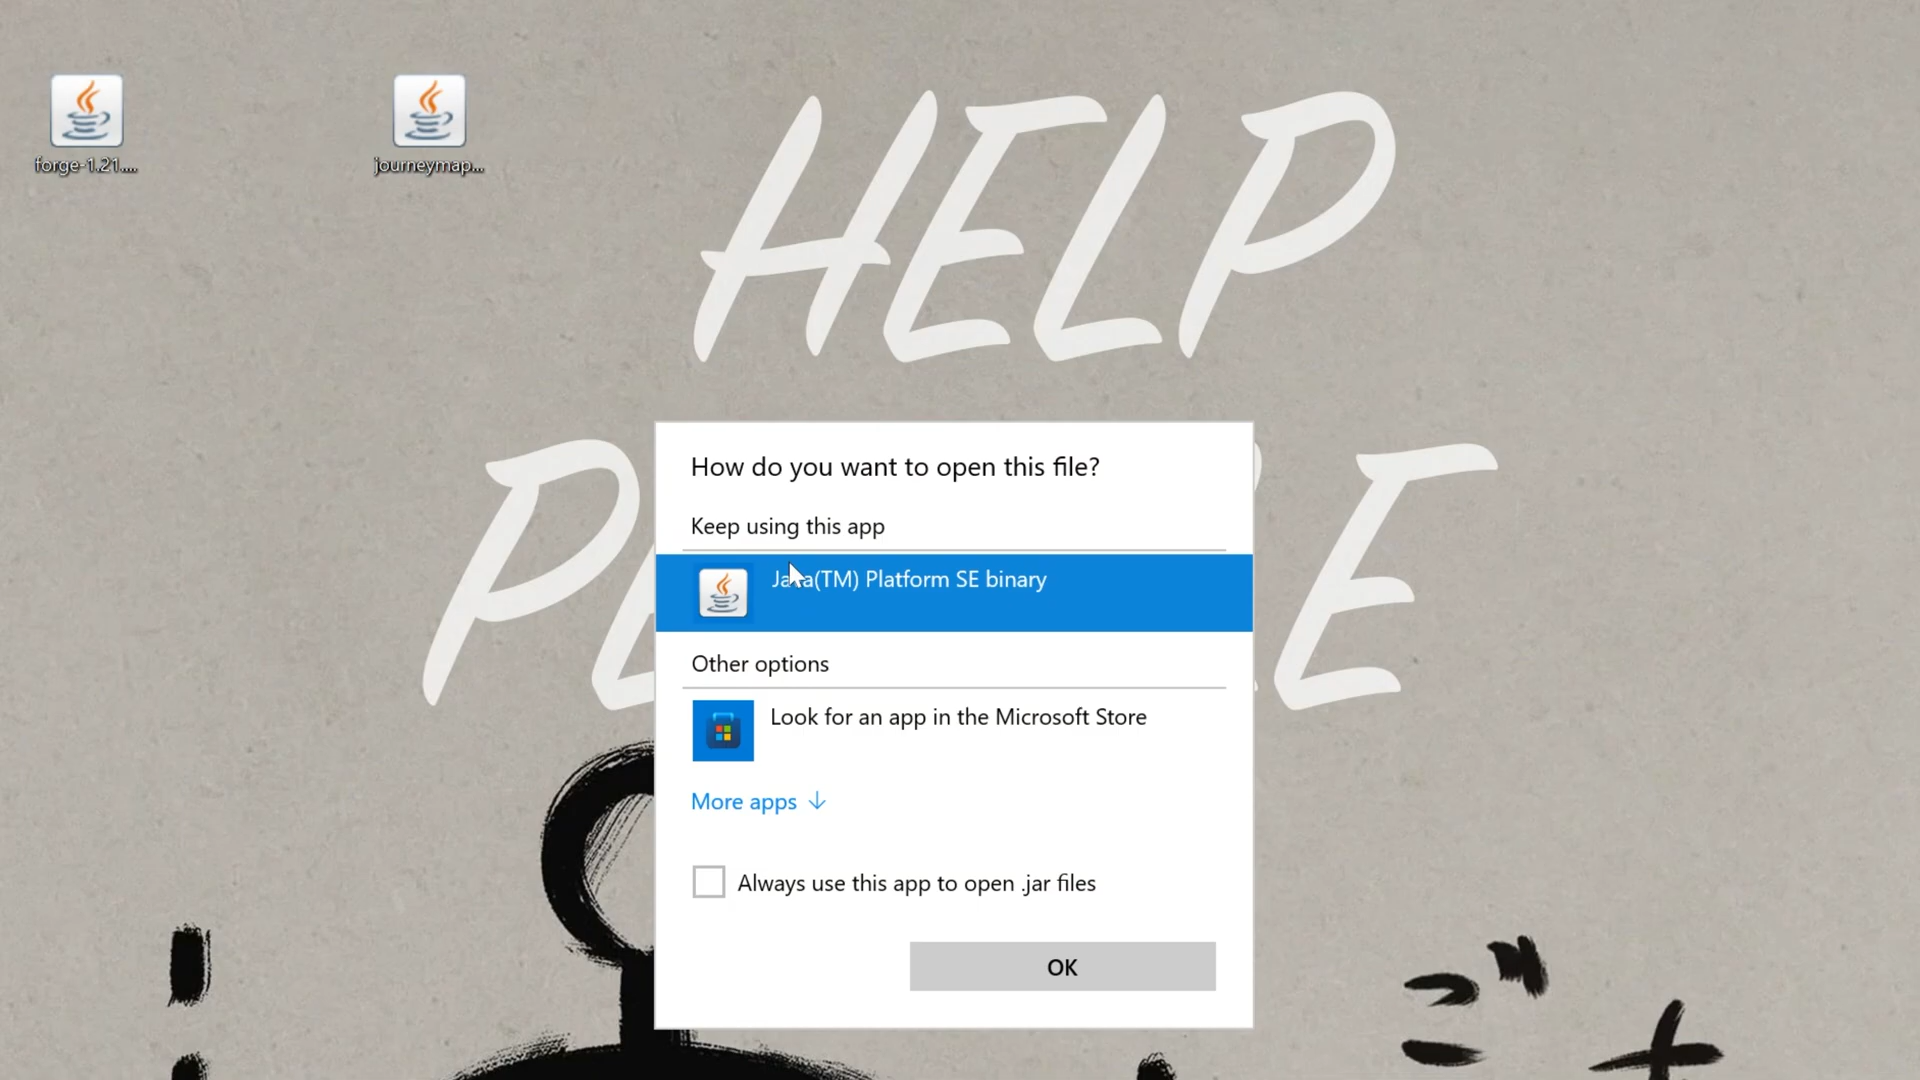 forge-1.21....
journeymap...
HELP
How do you want to open this file?
Keep using this app
Java(TM) Platform SE binary
Other options
Look for an app in the Microsoft Store
More apps
Always use this app to open .jar files
OK